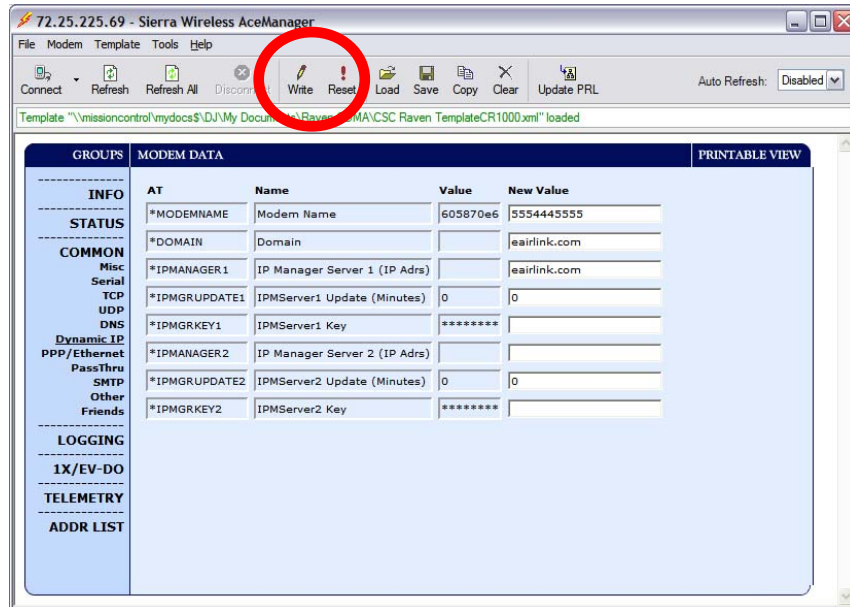 72.25.225.69 - Sierra Wireless AceManager
File Modem Template Tools Help
Connect Refresh Refresh All Write Reset Load Save Copy Clear Update PRL Auto Refresh: Disabled
Template "\\missioncontrol\mydocs$\DJ\My CSC Raven TemplateCR1000.xml" loaded
GROUPS MODEM DATA PRINTABLE VIEW
INFO
STATUS
COMMON
Misc
Serial
TCP
UDP
DNS
Dynamic IP
PPP/Ethernet
PassThru
SMTP
Other
Friends
LOGGING
1X/EV-DO
TELEMETRY
ADDR LIST
AT Name Value New Value
*MODEMNAME Modem Name 605870e6 5554445555
*DOMAIN Domain eairlink.com
*IPMANAGER1 IP Manager Server 1 (IP Adrs) eairlink.com
*IPMGRUPDATE1 IPMServer1 Update (Minutes) 0 0
*IPMGRKEY1 IPMServer1 Key ********
*IPMANAGER2 IP Manager Server 2 (IP Adrs)
*IPMGRUPDATE2 IPMServer2 Update (Minutes) 0 0
*IPMGRKEY2 IPMServer2 Key ********